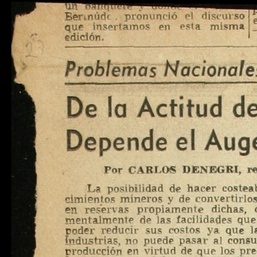 un banquete y donde
Bermúdez, pronunció el discurso
que insertamos en esta misma
edición.
Problemas Nacionale
De la Actitud de
Depende el Auge
Por CARLOS DENEGRI, re
La posibilidad de hacer costeab
cimientos mineros y de convertirlos
en reservas propiamente dichas, d
mentalmente de las facilidades que
poder reducir sus costos ya que la
industrias, no puede pasar al consu
producción en virtud de que los pre